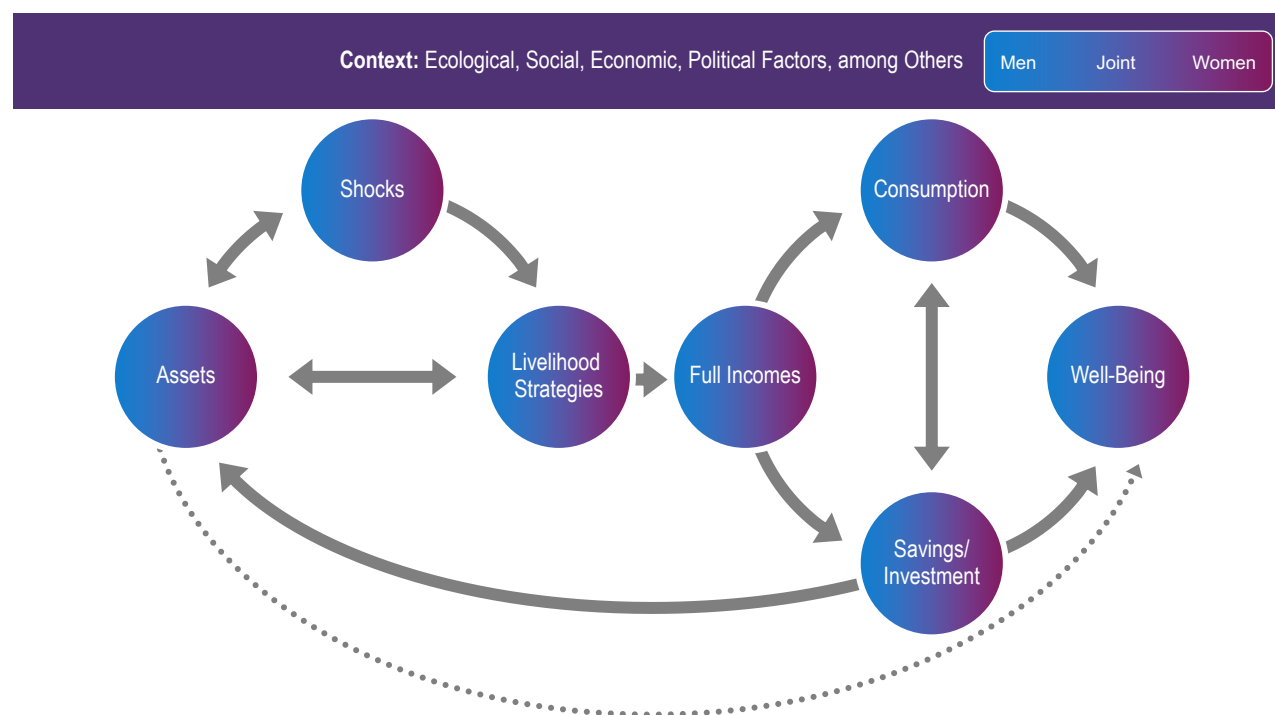 Context: Ecological, Social, Economic, Political Factors, among Others
Men Joint Women
Shocks
Consumption
Assets
Livelihood
Strategies
Full Incomes
Well-Being
Savings/
Investment